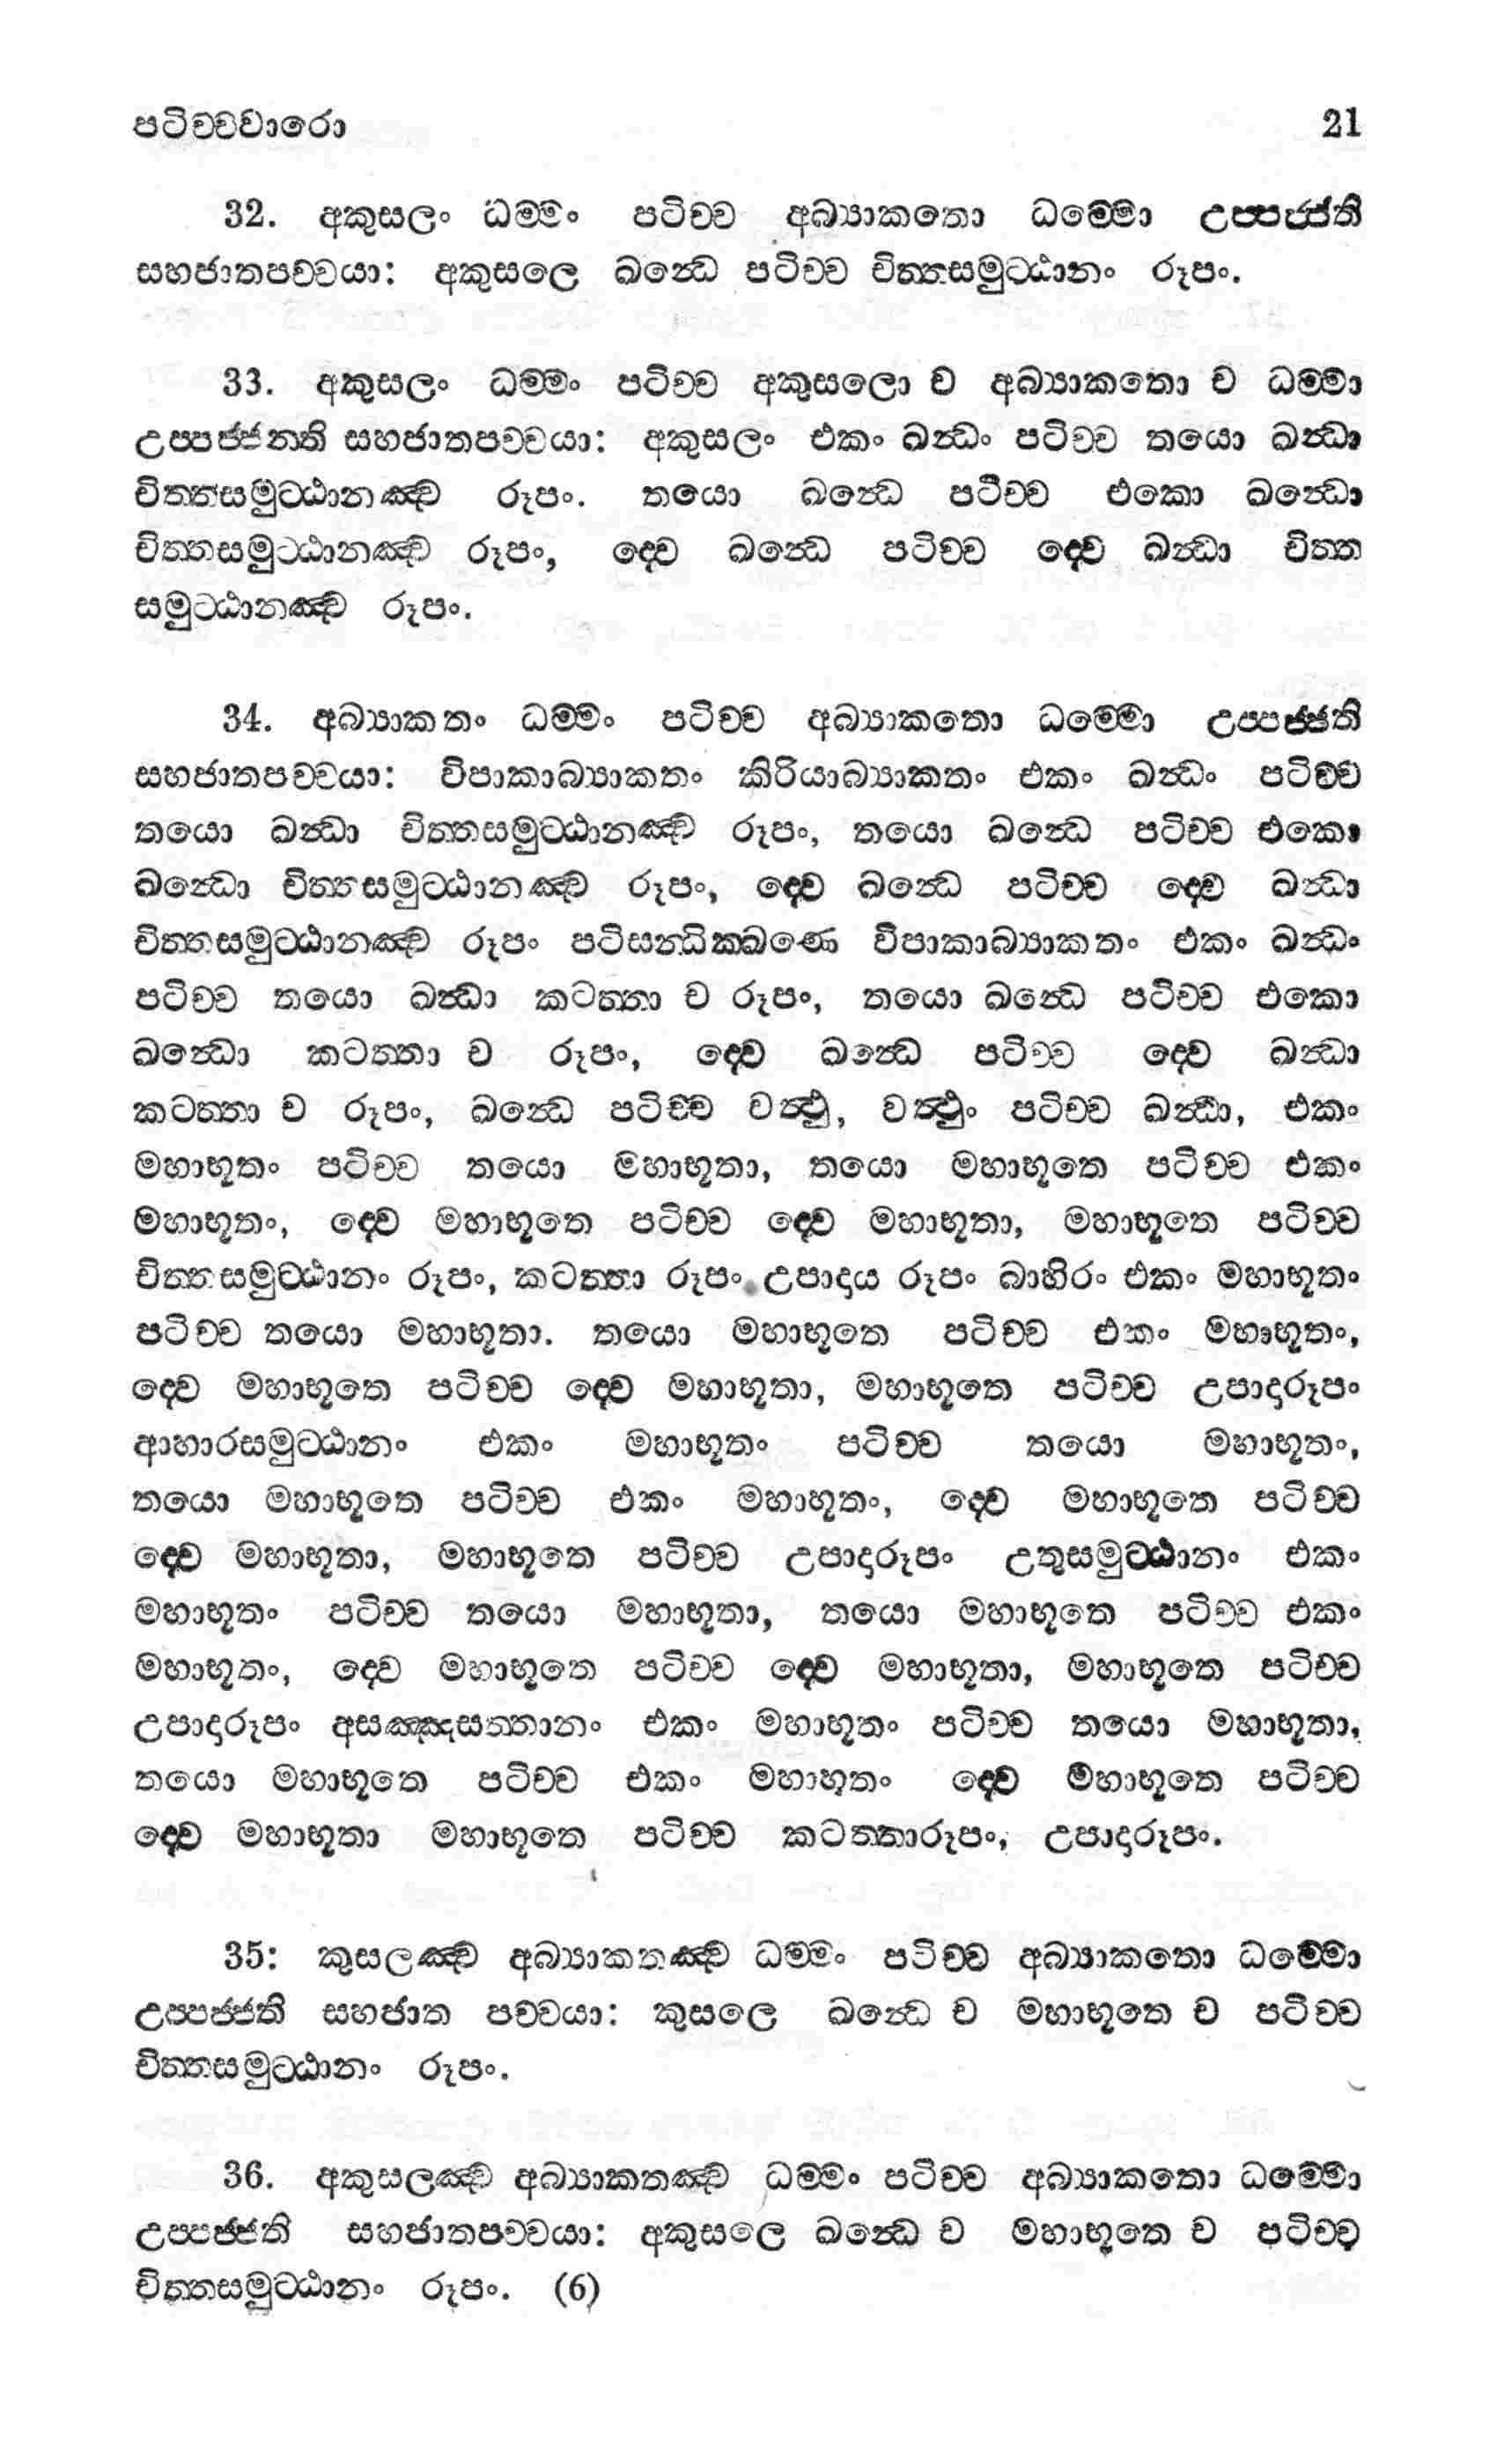 පටිච්චවාරො 21
32. අකුසලං ධම්මං පටිච්ච අබ්‍යාකතො ධම්මො උප්පජ්ජති
සහජාතපච්චයා: අකුසලෙ ඛන්ධෙ පටිච්ච චිත්තසමුට්ඨානං රූපං.
33. අකුසලං ධම්මං පටිච්ච අකුසලො ච අබ්‍යාකතො ච ධම්මා
උප්පජ්ජන්ති සහජාතපච්චයා: අකුසලං එකං ඛන්ධං පටිච්ච තයො ඛන්ධා
චිත්තසමුට්ඨානඤ්ච රූපං. තයො ඛන්ධෙ පටිච්ච එකො ඛන්ධො
චිත්තසමුට්ඨානඤ්ච රූපං, ද්වෙ ඛන්ධෙ පටිච්ච ද්වෙ ඛන්ධා චිත්ත
සමුට්ඨානඤ්ච රූපං.
34. අබ්‍යාකතං ධම්මං පටිච්ච අබ්‍යාකතො ධම්මො උප්පජ්ජති
සහජාතපච්චයා: විපාකාබ්‍යාකතං කිරියාබ්‍යාකතං එකං ඛන්ධං පටිච්ච
තයො ඛන්ධා චිත්තසමුට්ඨානඤ්ච රූපං, තයො ඛන්ධෙ පටිච්ච එකො
ඛන්ධො චිත්තසමුට්ඨානඤ්ච රූපං, ද්වෙ ඛන්ධෙ පටිච්ච ද්වෙ ඛන්ධා
චිත්තසමුට්ඨානඤ්ච රූපං පටිසන්ධික්ඛණෙ විපාකාබ්‍යාකතං එකං ඛන්ධං
පටිච්ච තයො ඛන්ධා කටත්තා ච රූපං, තයො ඛන්ධෙ පටිච්ච එකො
ඛන්ධො කටත්තා ච රූපං, ද්වෙ ඛන්ධෙ පටිච්ච ද්වෙ ඛන්ධා
කටත්තා ච රූපං, ඛන්ධෙ පටිච්ච වත්ථු, වත්ථුං පටිච්ච ඛන්ධා, එකං
මහාභූතං පටිච්ච තයො මහාභූතා, තයො මහාභූතෙ පටිච්ච එකං
මහාභූතං, ද්වෙ මහාභූතෙ පටිච්ච ද්වෙ මහාභූතා, මහාභූතෙ පටිච්ච
චිත්තසමුට්ඨානං රූපං, කටත්තා රූපං උපාදාය රූපං බාහිරං එකං මහාභූතං
පටිච්ච තයො මහාභූතා. තයො මහාභූතෙ පටිච්ච එකං මහාභූතං,
ද්වෙ මහාභූතෙ පටිච්ච ද්වෙ මහාභූතා, මහාභූතෙ පටිච්ච උපාදාරූපං
ආහාරසමුට්ඨානං එකං මහාභූතං පටිච්ච තයො මහාභූතං,
තයො මහාභූතෙ පටිච්ච එකං මහාහූතං, ද්වෙ මහාභූතෙ පටිච්ච
ද්වෙ මහාභූතා, මහාභූතෙ පටිච්ච උපාදාරූපං උතුසමුට්ඨානං එකං
මහාභූතං පටිච්ච තයො මහාභූතා, තයො මහාභූතෙ පටිච්ච එකං
මහාභූතං, ද්වෙ මහාභූතෙ පටිච්ච ද්වෙ මහාභූතා, මහාභූතෙ පටිච්ච
උපාදාරූපං අසඤ්ඤසත්තානං එකං මහාභූතං පටිච්ච තයො මහාභූතා,
තයො මහාභූතෙ පටිච්ච එකං මහාභූතං ද්වෙ මහාභූතෙ පටිච්ච
ද්වෙ මහාභූතා මහාභූතෙ පටිච්ච කටත්තාරූපං, උපාදාරූපං.
35: කුසලඤ්ච අබ්‍යාකතඤ්ච ධම්මං පටිච්ච අබ්‍යාකතො ධම්මො
උප්පජ්ජති සහජාත පච්චයා: කුසලෙ ඛන්ධෙ ච මහාභූතෙ ච පටිච්ච
චිත්තසමුට්ඨානං රූපං.
36. අකුසලඤ්ච අබ්‍යාකතඤ්ච ධම්මං පටිච්ච අබ්‍යාකතො ධම්මො
උප්පජ්ජති සහජාතපච්චයා: අකුසලෙ ඛන්ධෙ ච මහාභූතෙ ච පටිච්ච
චිත්තසමුට්ඨානං රූපං. (6)